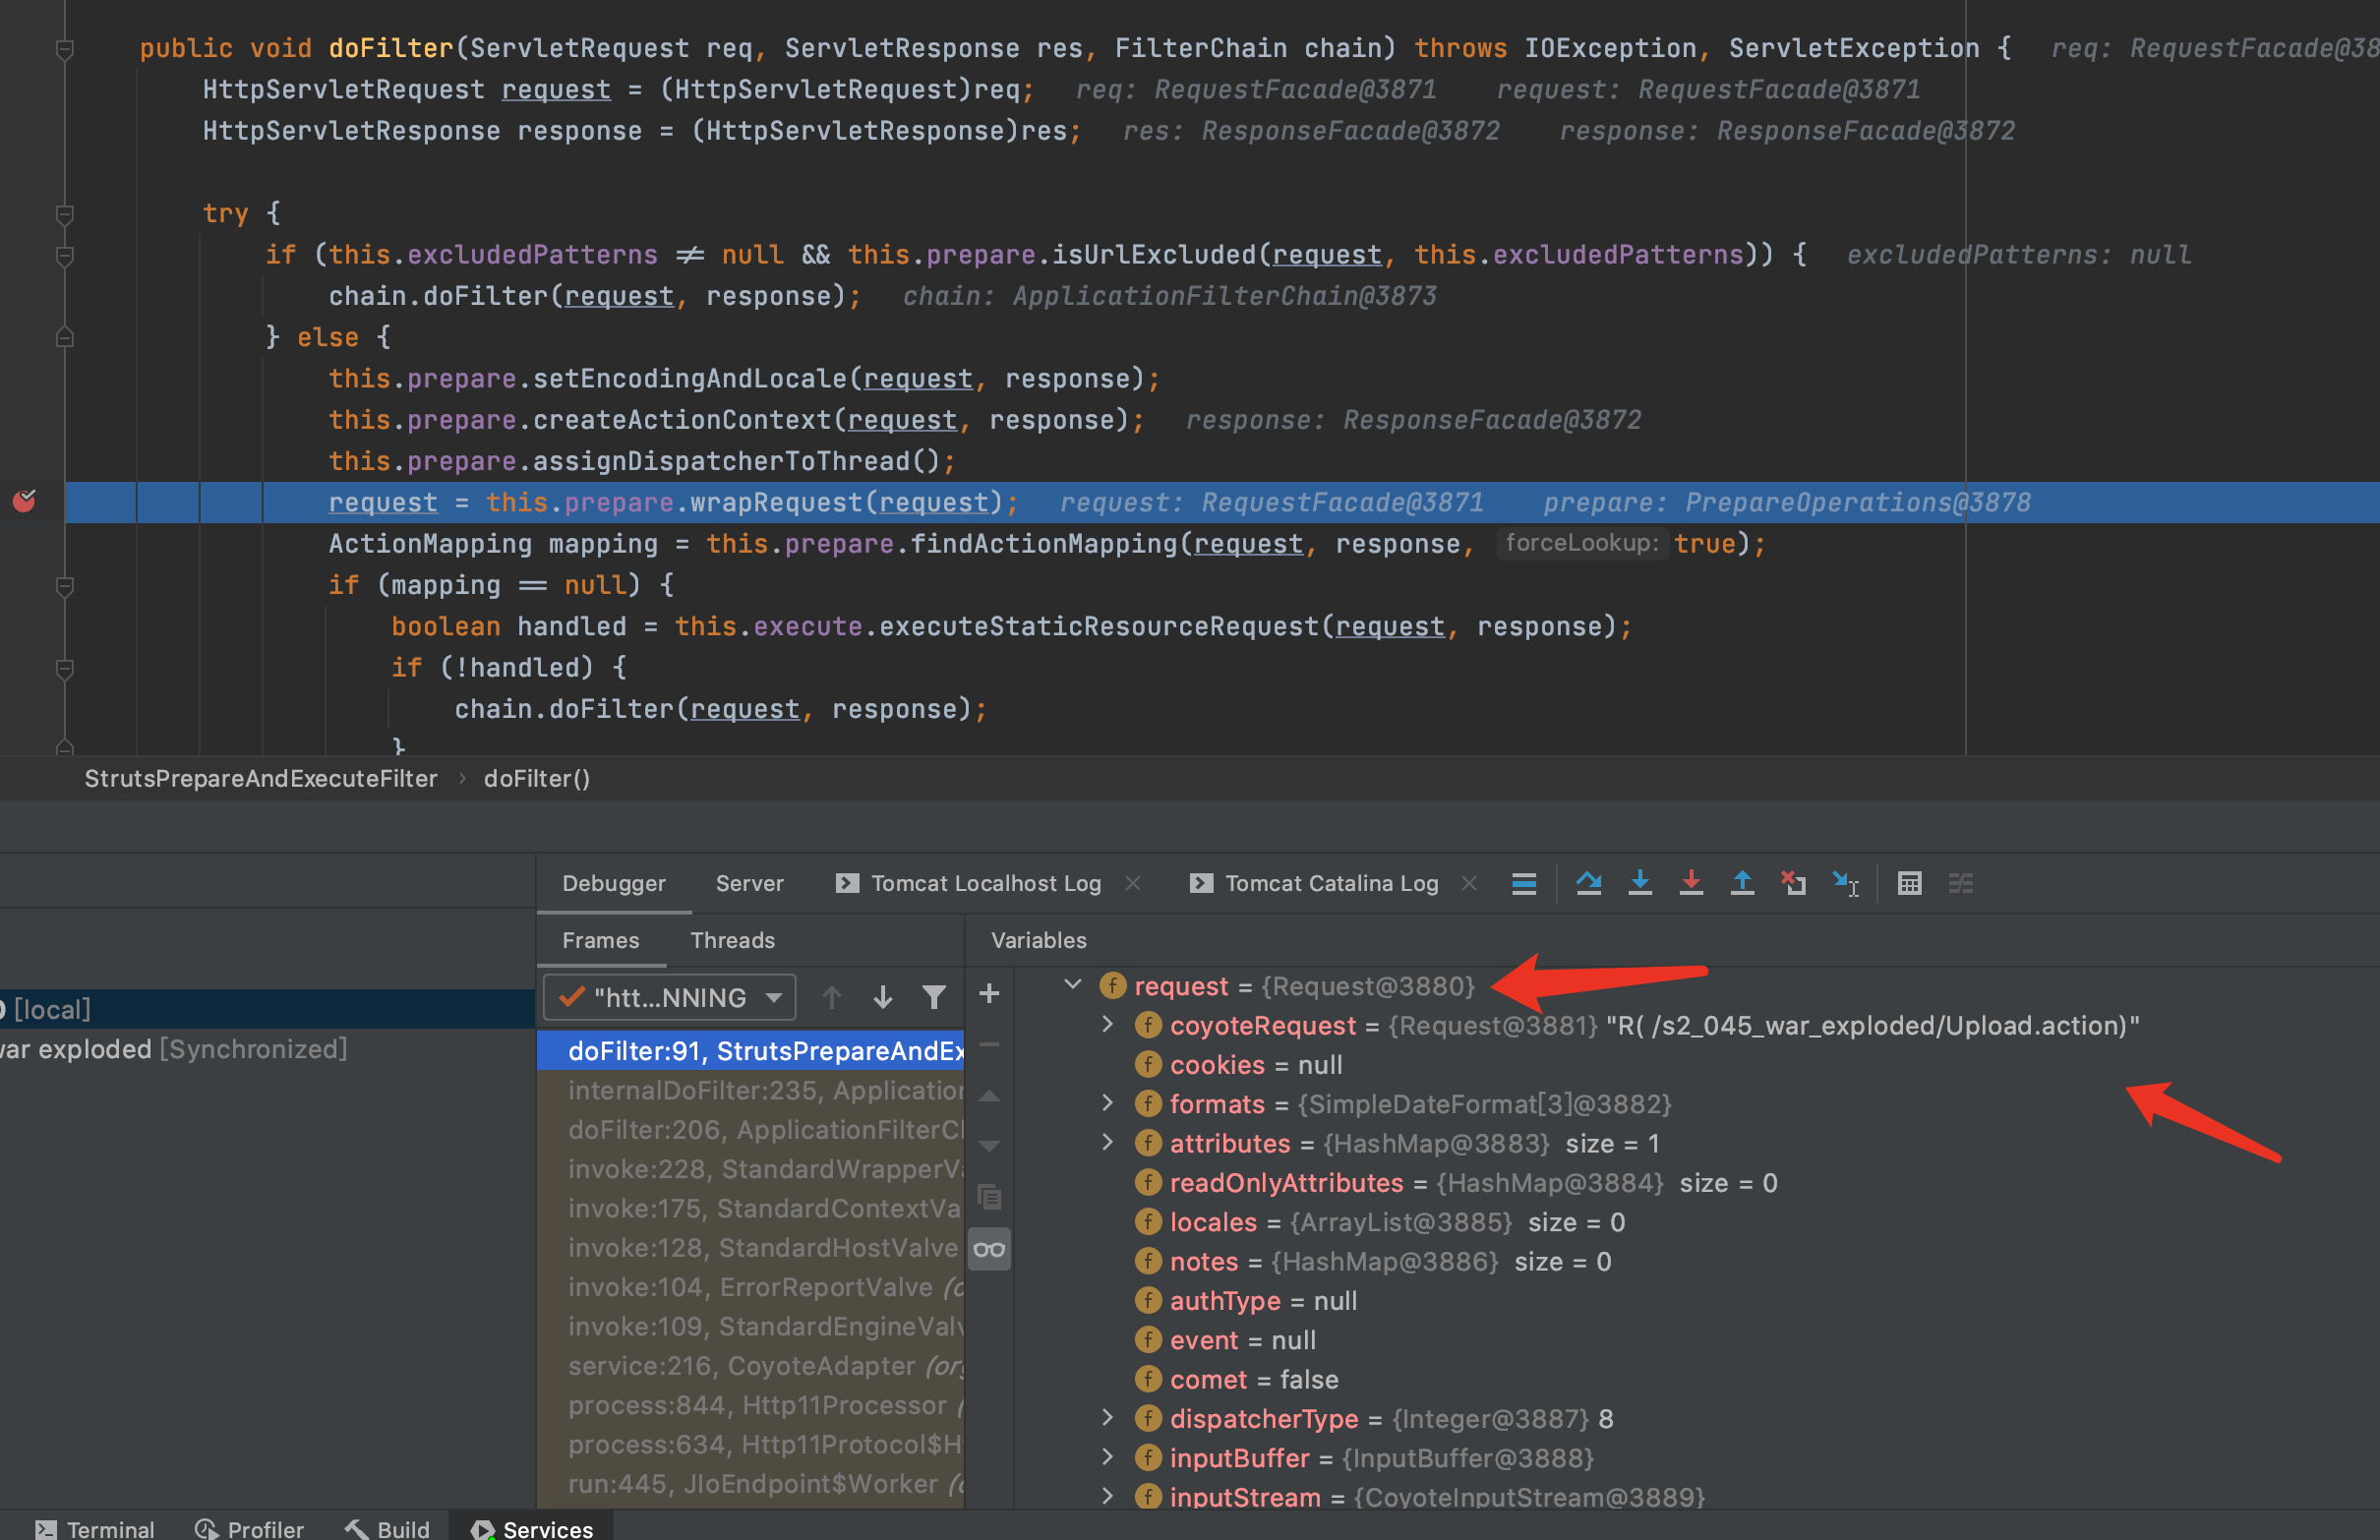 public void doFilter(ServletRequest req, ServletResponse res, FilterChain chain) throws IOException, ServletException {   req: RequestFacade@38
HttpServletRequest request = (HttpServletRequest)req;   req: RequestFacade@3871    request: RequestFacade@3871
HttpServletResponse response = (HttpServletResponse)res;   res: ResponseFacade@3872    response: ResponseFacade@3872
try {
if (this.excludedPatterns ≠ null && this.prepare.isUrlExcluded(request, this.excludedPatterns)) {   excludedPatterns: null
chain.doFilter(request, response);   chain: ApplicationFilterChain@3873
} else {
this.prepare.setEncodingAndLocale(request, response);
this.prepare.createActionContext(request, response);   response: ResponseFacade@3872
this.prepare.assignDispatcherToThread();
request = this.prepare.wrapRequest(request);   request: RequestFacade@3871    prepare: PrepareOperations@3878
ActionMapping mapping = this.prepare.findActionMapping(request, response, forceLookup: true);
if (mapping == null) {
boolean handled = this.execute.executeStaticResourceRequest(request, response);
if (!handled) {
chain.doFilter(request, response);
}
StrutsPrepareAndExecuteFilter › doFilter()
Debugger Server Tomcat Localhost Log Tomcat Catalina Log
Frames Threads Variables
[local]
war exploded [Synchronized]
"htt...NNING
doFilter:91, StrutsPrepareAndEx
internalDoFilter:235, Application
doFilter:206, ApplicationFilterCh
invoke:228, StandardWrapperVa
invoke:175, StandardContextVa
invoke:128, StandardHostValve
invoke:104, ErrorReportValve (o
invoke:109, StandardEngineValv
service:216, CoyoteAdapter (org
process:844, Http11Processor (
process:634, Http11Protocol$H
run:445, JIoEndpoint$Worker (o
request = {Request@3880}
coyoteRequest = {Request@3881} "R( /s2_045_war_exploded/Upload.action)"
cookies = null
formats = {SimpleDateFormat[3]@3882}
attributes = {HashMap@3883} size = 1
readOnlyAttributes = {HashMap@3884} size = 0
locales = {ArrayList@3885} size = 0
notes = {HashMap@3886} size = 0
authType = null
event = null
comet = false
dispatcherType = {Integer@3887} 8
inputBuffer = {InputBuffer@3888}
inputStream = {CoyoteInputStream@3889}
Terminal Profiler Build Services